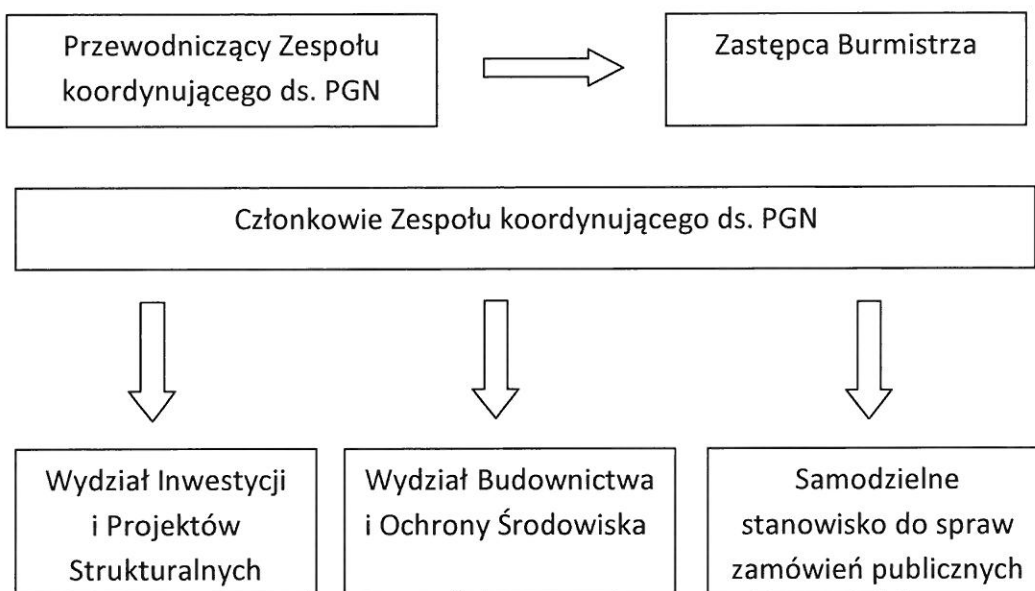 Przewodniczący Zespołu
koordynującego ds. PGN
Zastępca Burmistrza
Członkowie Zespołu koordynującego ds. PGN
Wydział Inwestycji
i Projektów
Strukturalnych
Wydział Budownictwa
i Ochrony Środowiska
Samodzielne
stanowisko do spraw
zamówień publicznych